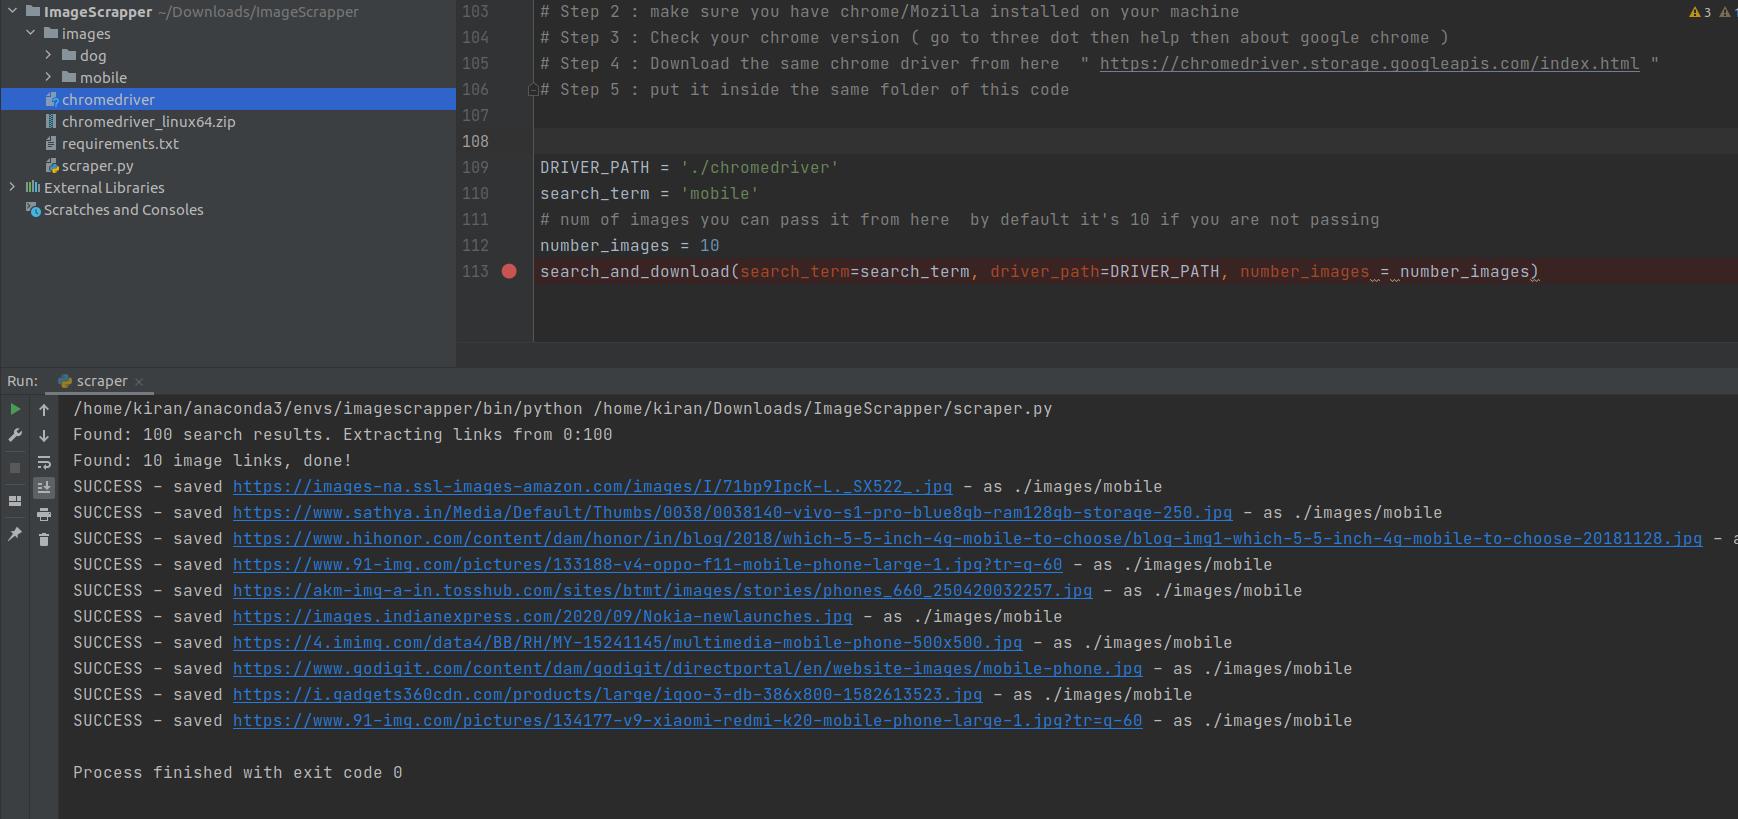 ImageScrapper ~/Downloads/ImageScrapper
images
dog
mobile
chromedriver
chromedriver_linux64.zip
requirements.txt
scraper.py
External Libraries
Scratches and Consoles
3
103 # Step 2 : make sure you have chrome/Mozilla installed on your machine
104 # Step 3 : Check your chrome version ( go to three dot then help then about google chrome )
105 # Step 4 : Download the same chrome driver from here  " https://chromedriver.storage.googleapis.com/index.html "
106 # Step 5 : put it inside the same folder of this code
107
108
109 DRIVER_PATH = './chromedriver'
110 search_term = 'mobile'
111 # num of images you can pass it from here  by default it's 10 if you are not passing
112 number_images = 10
113 search_and_download(search_term=search_term, driver_path=DRIVER_PATH, number_images = number_images)
Run: scraper
/home/kiran/anaconda3/envs/imagescrapper/bin/python /home/kiran/Downloads/ImageScrapper/scraper.py
Found: 100 search results. Extracting links from 0:100
Found: 10 image links, done!
SUCCESS - saved https://images-na.ssl-images-amazon.com/images/I/71bp9IpcK-L._SX522_.jpg - as ./images/mobile
SUCCESS - saved https://www.sathya.in/Media/Default/Thumbs/0038/0038140-vivo-s1-pro-blue8gb-ram128gb-storage-250.jpg - as ./images/mobile
SUCCESS - saved https://www.hihonor.com/content/dam/honor/in/blog/2018/which-5-5-inch-4g-mobile-to-choose/blog-img1-which-5-5-inch-4g-mobile-to-choose-20181128.jpg - a
SUCCESS - saved https://www.91-img.com/pictures/133188-v4-oppo-f11-mobile-phone-large-1.jpg?tr=q-60 - as ./images/mobile
SUCCESS - saved https://akm-img-a-in.tosshub.com/sites/btmt/images/stories/phones_660_250420032257.jpg - as ./images/mobile
SUCCESS - saved https://images.indianexpress.com/2020/09/Nokia-newlaunches.jpg - as ./images/mobile
SUCCESS - saved https://4.imimg.com/data4/BB/RH/MY-15241145/multimedia-mobile-phone-500x500.jpg - as ./images/mobile
SUCCESS - saved https://www.godigit.com/content/dam/godigit/directportal/en/website-images/mobile-phone.jpg - as ./images/mobile
SUCCESS - saved https://i.gadgets360cdn.com/products/large/iqoo-3-db-386x800-1582613523.jpg - as ./images/mobile
SUCCESS - saved https://www.91-img.com/pictures/134177-v9-xiaomi-redmi-k20-mobile-phone-large-1.jpg?tr=q-60 - as ./images/mobile
Process finished with exit code 0